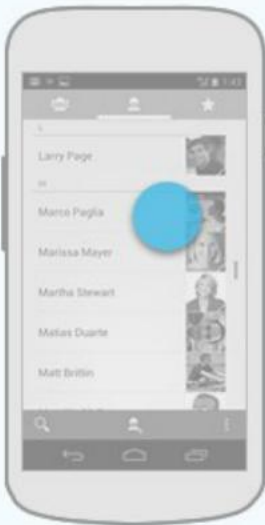 L
Larry Page
M
Marco Paglia
Marissa Mayer
Martha Stewart
Matias Duarte
Matt Brittin